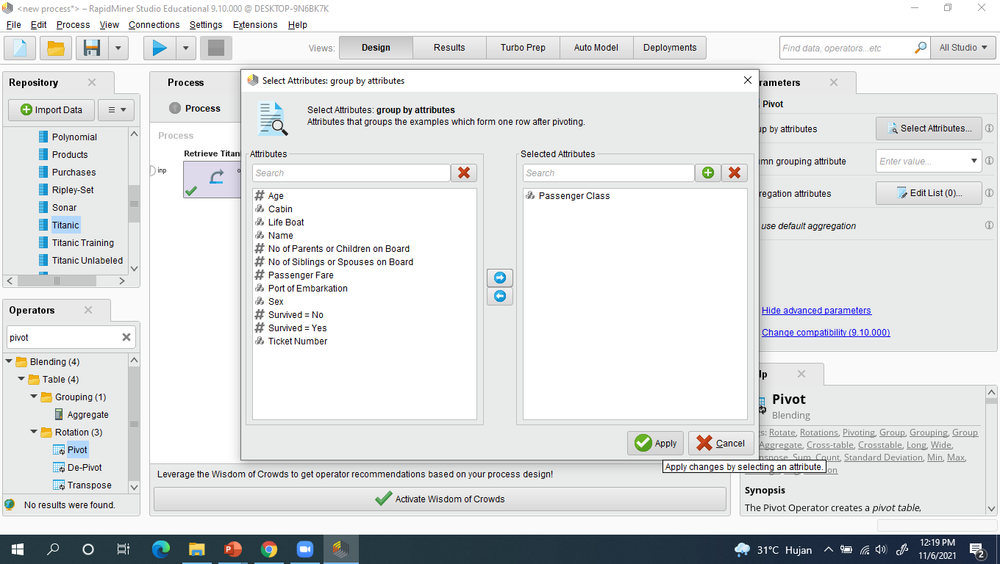 <new process*> – RapidMiner Studio Educational 9.10.000 @ DESKTOP-9N6BK7K
File Edit Process View Connections Settings Extensions Help
Views: Design Results Turbo Prep Auto Model Deployments
Find data, operators...etc
All Studio
Repository
Import Data
Polynomial
Products
Purchases
Ripley-Set
Sonar
Titanic
Titanic Training
Titanic Unlabeled
Operators
pivot
Blending (4)
Table (4)
Grouping (1)
Aggregate
Rotation (3)
Pivot
De-Pivot
Transpose
No results were found.
Process
Process
Process
Retrieve Titan
inp
Select Attributes: group by attributes
Select Attributes: group by attributes
Attributes that groups the examples which form one row after pivoting.
Attributes
Search
Age
Cabin
Life Boat
Name
No of Parents or Children on Board
No of Siblings or Spouses on Board
Passenger Fare
Port of Embarkation
Sex
Survived = No
Survived = Yes
Ticket Number
Selected Attributes
Search
Passenger Class
Apply
Cancel
Apply changes by selecting an attribute.
Leverage the Wisdom of Crowds to get operator recommendations based on your process design!
Activate Wisdom of Crowds
rameters
Pivot
up by attributes
Select Attributes...
mn grouping attribute
Enter value...
regation attributes
Edit List (0)...
use default aggregation
Hide advanced parameters
Change compatibility (9.10.000)
lp
Pivot
Blending
s: Rotate, Rotations, Pivoting, Group, Grouping, Group
Aggregate, Cross-table, Crosstable, Long, Wide,
nspose, Sum, Count, Standard Deviation, Min, Max,
Synopsis
The Pivot Operator creates a pivot table,
31°C Hujan
12:19 PM
11/6/2021
2